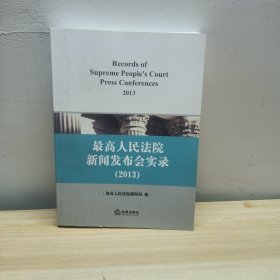 Records of
Supreme People's Court
Press Conferences
2013
最高人民法院
新闻发布会实录
(2013)
·最高人民法院新闻局 编·
法律出版社